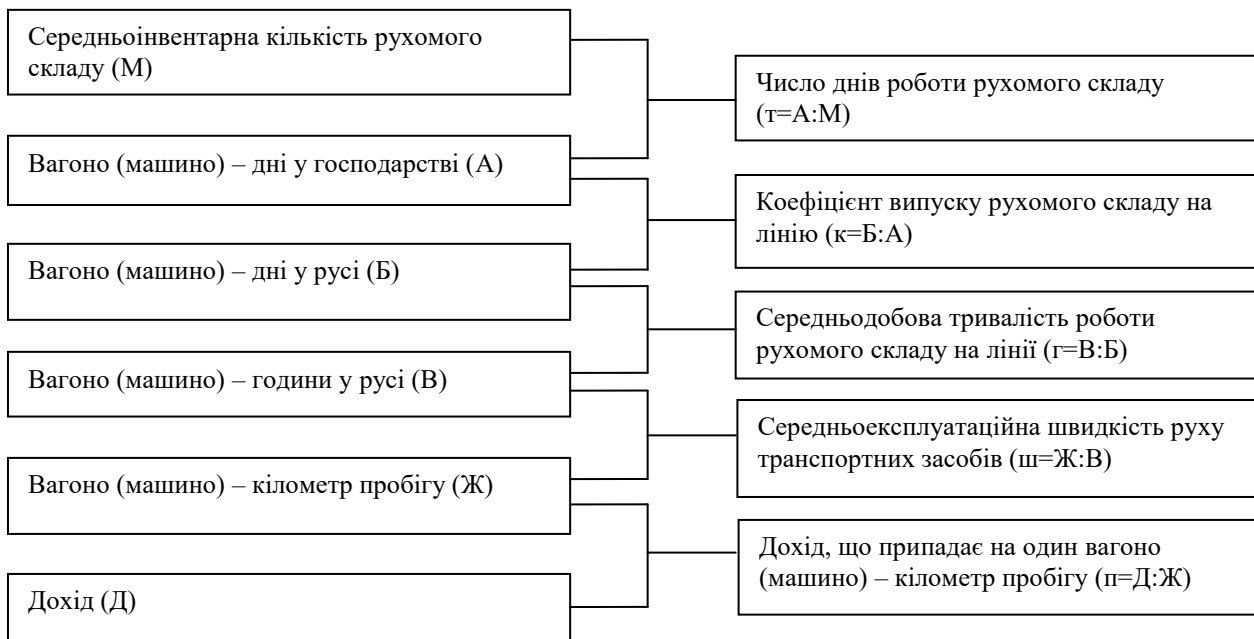 Середньоінвентарна кількість рухомого
складу (М)
Вагоно (машино) – дні у господарстві (А)
Вагоно (машино) – дні у русі (Б)
Вагоно (машино) – години у русі (В)
Вагоно (машино) – кілометр пробігу (Ж)
Дохід (Д)
Число днів роботи рухомого складу
(т=А:М)
Коефіцієнт випуску рухомого складу на
лінію (к=Б:А)
Середньодобова тривалість роботи
рухомого складу на лінії (г=В:Б)
Середньоексплуатаційна швидкість руху
транспортних засобів (ш=Ж:В)
Дохід, що припадає на один вагоно
(машино) – кілометр пробігу (п=Д:Ж)